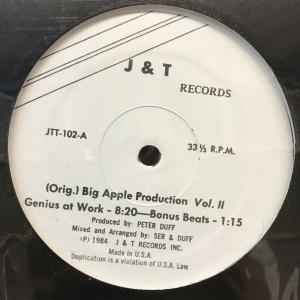 J & T
RECORDS
JTT-102-A
33 ⅓ R.P.M.
(Orig.) Big Apple Production Vol. II
Genius at Work - 8:20—Bonus Beats - 1:15
Produced by: PETER DUFF
Mixed and Arranged by: SER & DUFF
(P) 1984 J & T RECORDS INC.
Made in U.S.A.
Duplication is a violation of U.S.A. Law